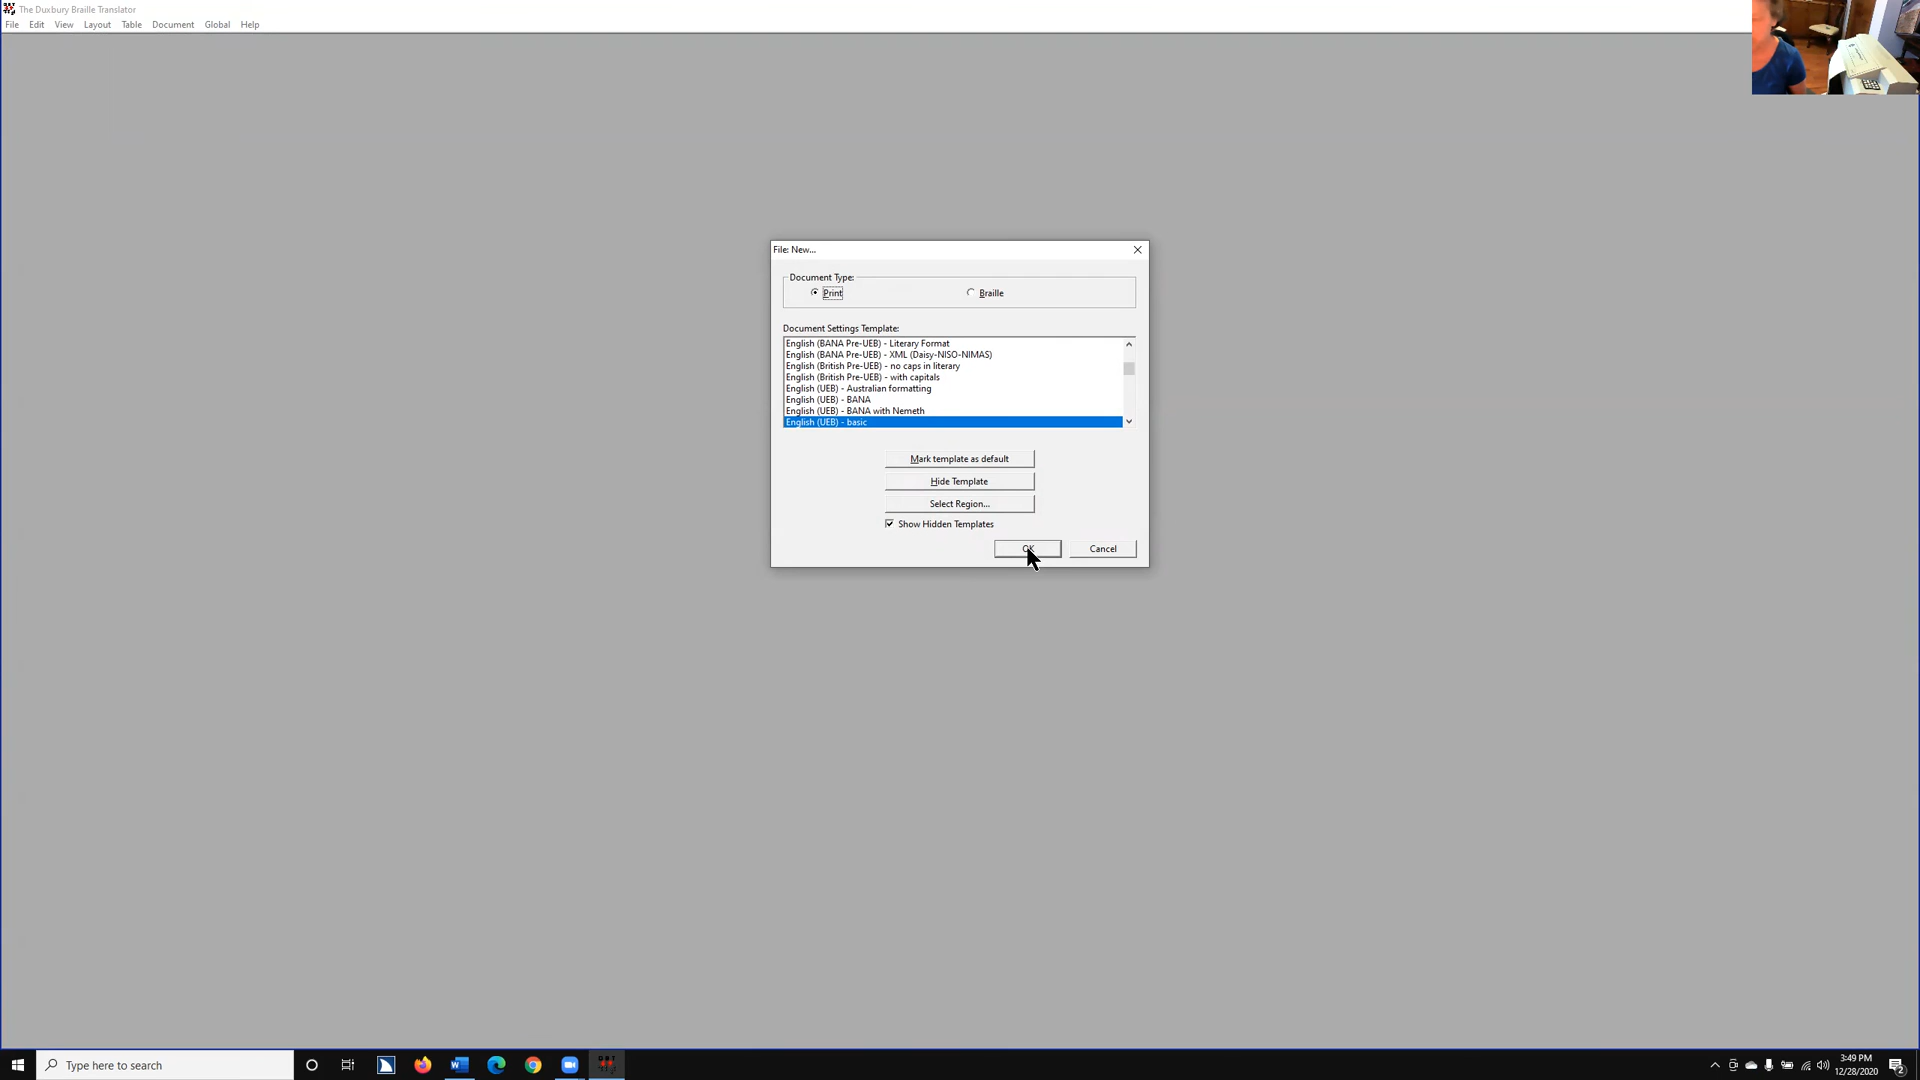 The Duxbury Braille Translator
File Edit View Layout Table Document Global Help
File: New...
Document Type:
Print Braille
Document Settings Template:
English (BANA Pre-UEB) - Literary Format
English (BANA Pre-UEB) - XML (Daisy-NISO-NIMAS)
English (British Pre-UEB) - no caps in literary
English (British Pre-UEB) - with capitals
English (UEB) - Australian formatting
English (UEB) - BANA
English (UEB) - BANA with Nemeth
English (UEB) - basic
Mark template as default
Hide Template
Select Region...
Show Hidden Templates
OK Cancel
Type here to search
3:49 PM
12/28/2020
2